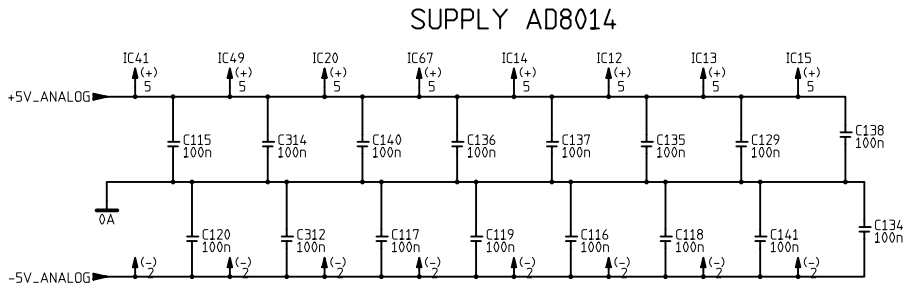 SUPPLY AD8014
IC41 IC49 IC20 IC67 IC14 IC12 IC13 IC15
(+) (+) (+) (+) (+) (+) (+) (+)
5 5 5 5 5 5 5 5
+5V_ANALOG
C115 C314 C140 C136 C137 C135 C129 C138
100n 100n 100n 100n 100n 100n 100n 100n
0A
C120 C312 C117 C119 C116 C118 C141 C134
100n 100n 100n 100n 100n 100n 100n 100n
(-) (-) (-) (-) (-) (-) (-) (-)
2 2 2 2 2 2 2 2
-5V_ANALOG